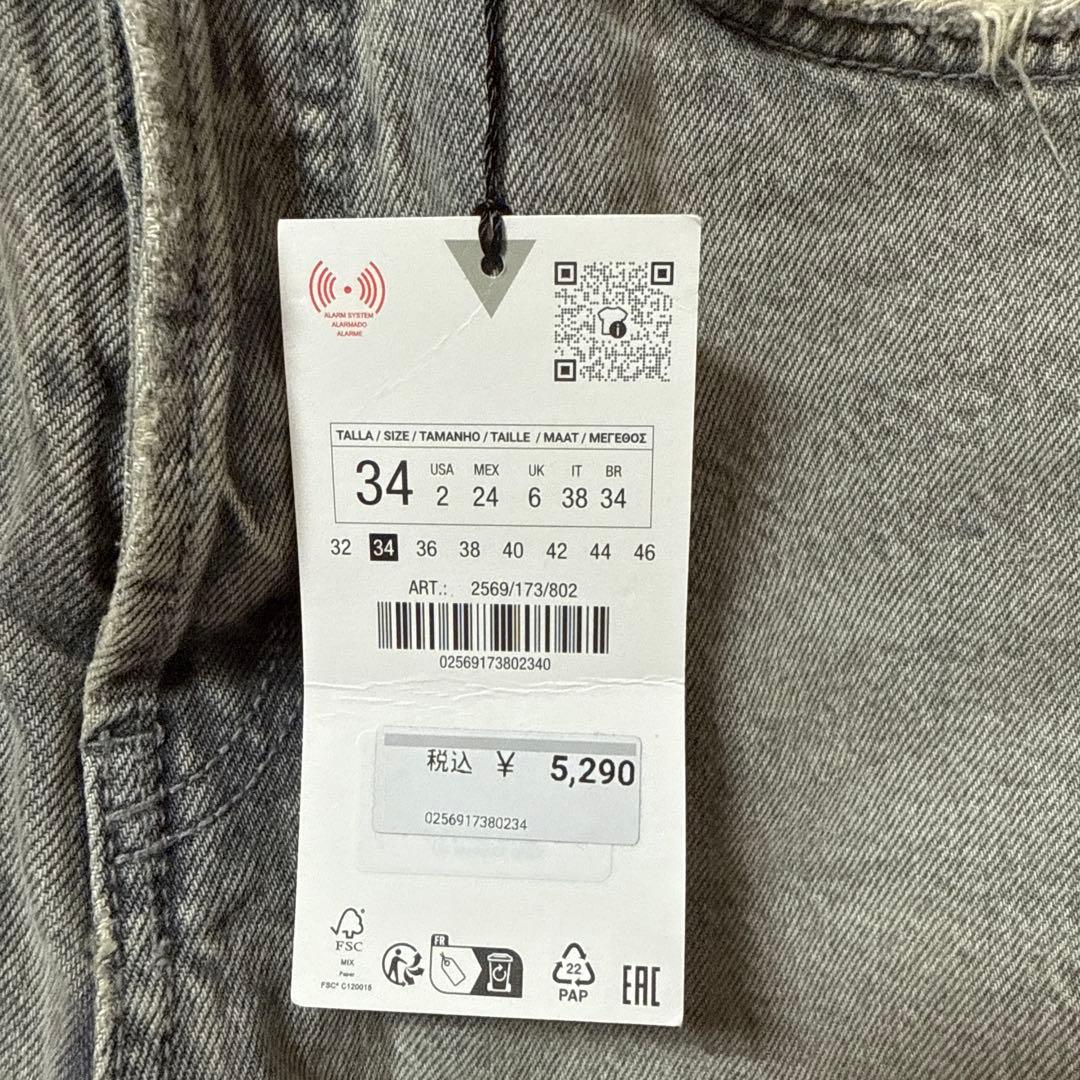 ALARM SYSTEM
ALARMADO
ALARME
i
TALLA / SIZE / TAMANHO / TAILLE / MAAT / ΜΕΓΕΘΟΣ
34 USA 2 MEX 24 UK 6 IT 38 BR 34
32 34 36 38 40 42 44 46
ART.: 2569/173/802
02569173802340
税込 ¥ 5,290
0256917380234
FSC
MIX
Paper
FSC® C120015
FR
22
PAP
EAC